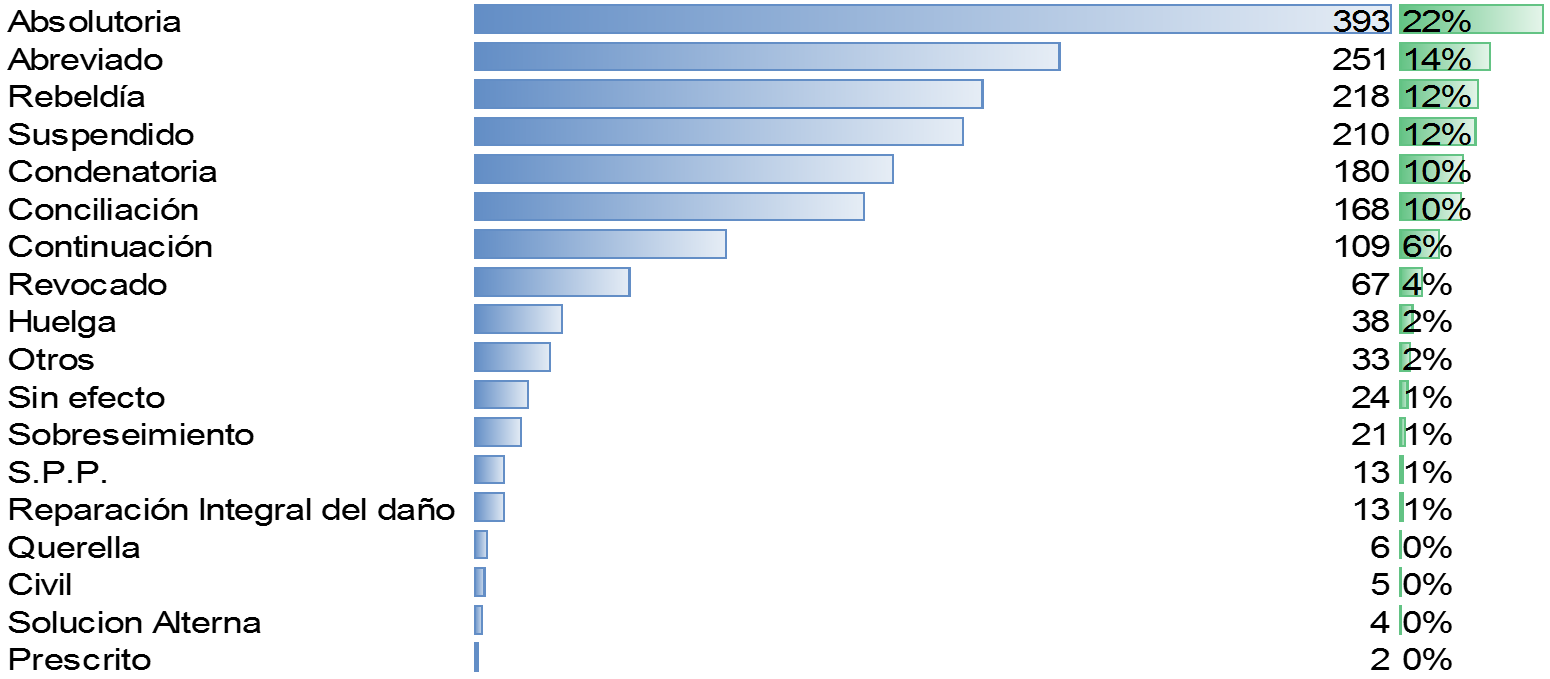 Absolutoria 393 22%
Abreviado 251 14%
Rebeldía 218 12%
Suspendido 210 12%
Condenatoria 180 10%
Conciliación 168 10%
Continuación 109 6%
Revocado 67 4%
Huelga 38 2%
Otros 33 2%
Sin efecto 24 1%
Sobreseimiento 21 1%
S.P.P. 13 1%
Reparación Integral del daño 13 1%
Querella 6 0%
Civil 5 0%
Solucion Alterna 4 0%
Prescrito 2 0%